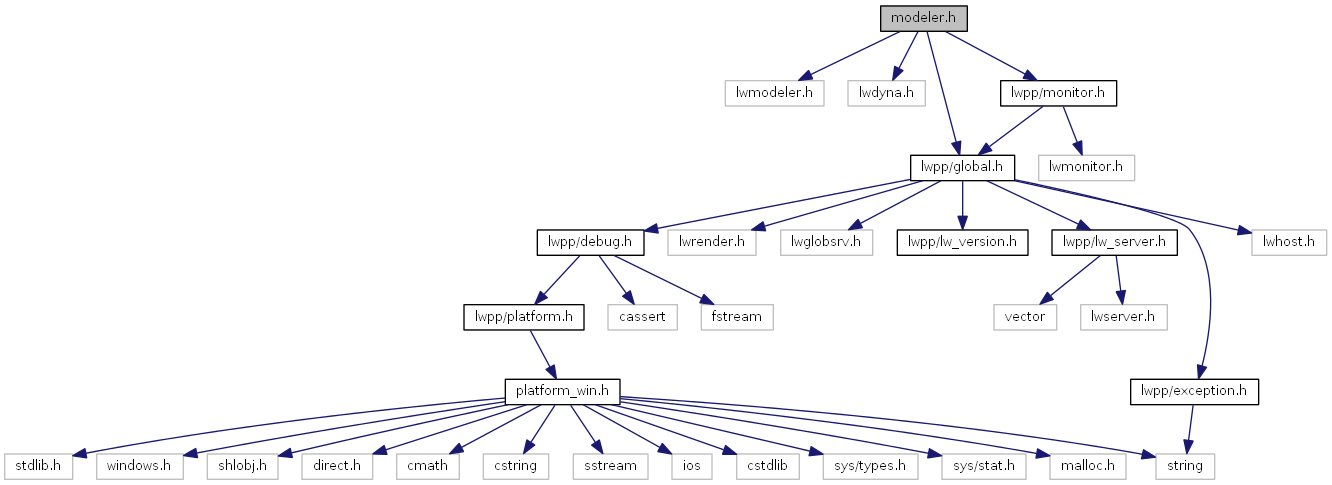 modeler.h
lwmodeler.h
lwdyna.h
lwpp/monitor.h
lwpp/global.h
lwmonitor.h
lwpp/debug.h
lwrender.h
lwglobsrv.h
lwpp/lw_version.h
lwpp/lw_server.h
lwhost.h
lwpp/platform.h
cassert
fstream
vector
lwserver.h
platform_win.h
lwpp/exception.h
stdlib.h
windows.h
shlobj.h
direct.h
cmath
cstring
sstream
ios
cstdlib
sys/types.h
sys/stat.h
malloc.h
string